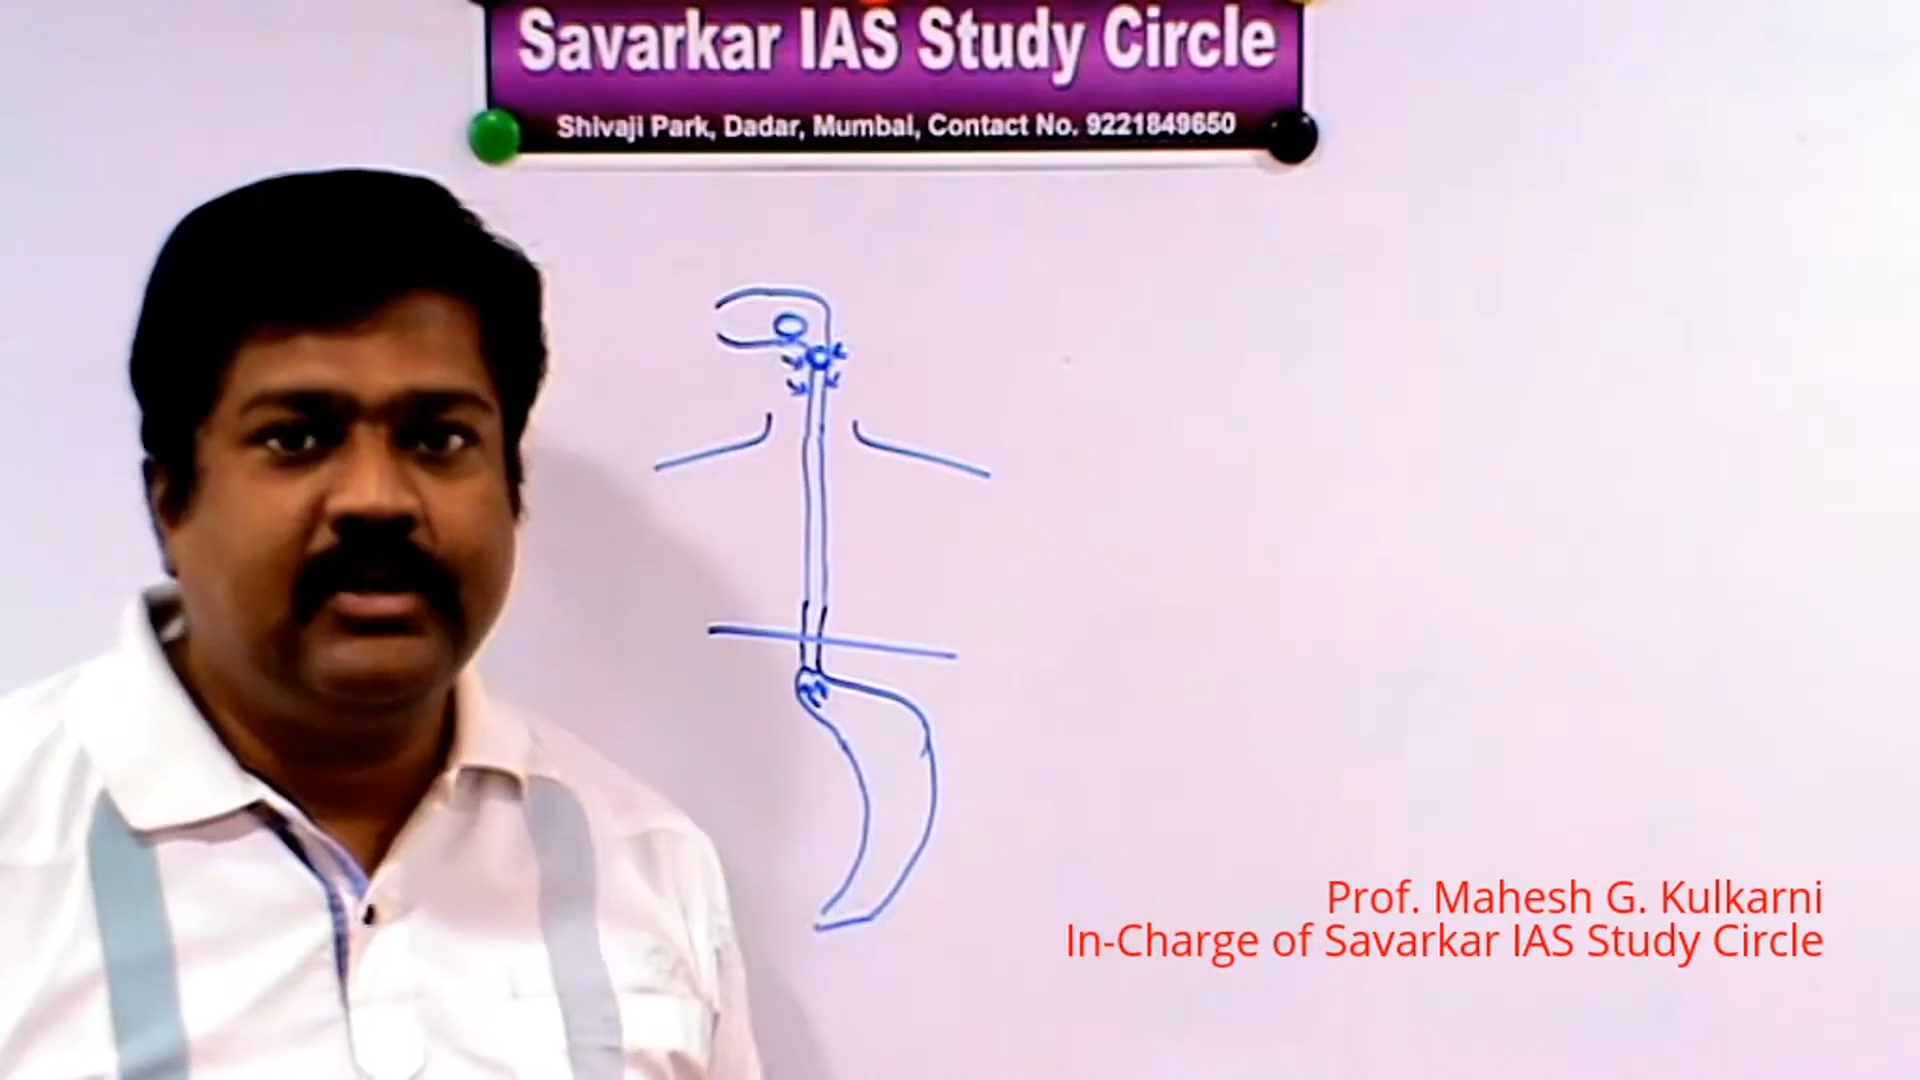 Savarkar IAS Study Circle
Shivaji Park, Dadar, Mumbai, Contact No. 9221849650
Prof. Mahesh G. Kulkarni
In-Charge of Savarkar IAS Study Circle